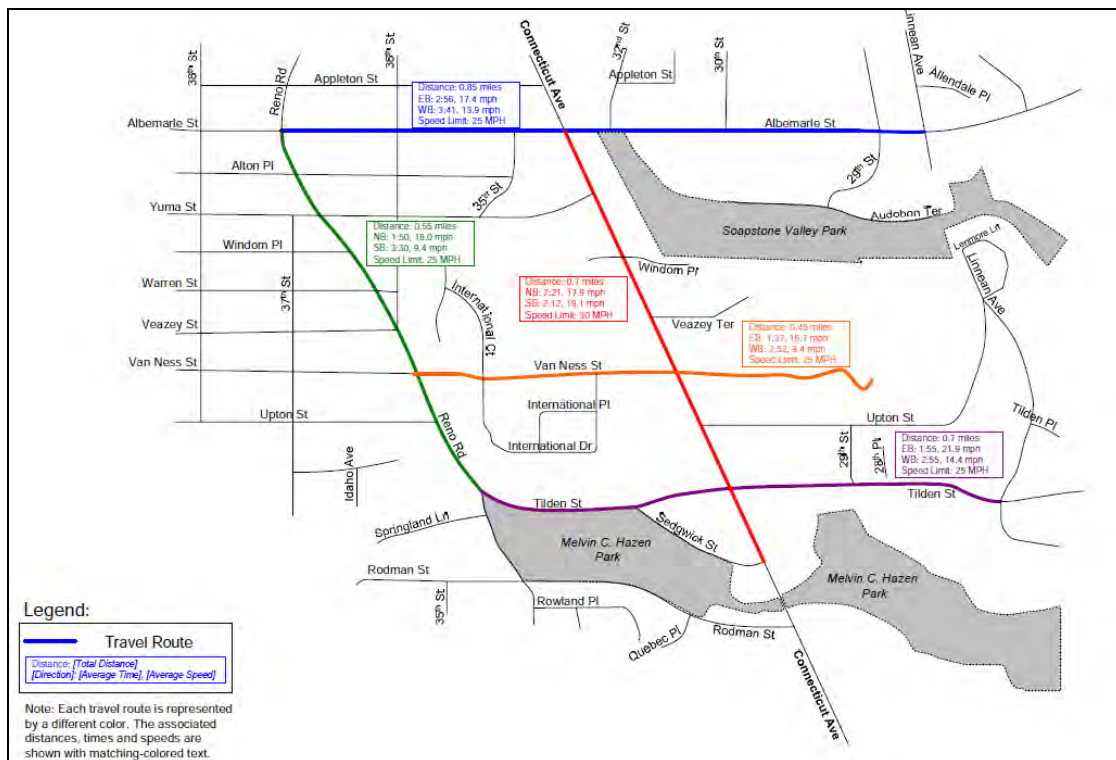 38th St
Reno Rd
36th St
Connecticut Ave
32nd St
30th St
Linnean Ave
Allendale Pl
Appleton St
Appleton St
Distance: 0.85 miles
EB: 2:56, 17.4 mph
WB: 3:41, 13.9 mph
Speed Limit: 25 MPH
Albemarle St
Albemarle St
Alton Pl
35th St
29th St
Yuma St
Audobon Ter
Distance: 0.55 miles
NB: 1:50, 18.0 mph
SB: 3:30, 9.4 mph
Speed Limit: 25 MPH
Soapstone Valley Park
Lenmore Ln
Linnean Ave
Windom Pl
Windom Pl
Warren St
37th St
International Ct
Distance: 0.7 miles
NB: 2:21, 17.9 mph
SB: 2:12, 19.1 mph
Speed Limit: 30 MPH
Veazey St
Veazey Ter
Distance: 0.45 miles
EB: 1:37, 16.7 mph
WB: 2:52, 9.4 mph
Speed Limit: 25 MPH
Van Ness St
Van Ness St
International Pl
Upton St
Upton St
Reno Rd
International Dr
Tilden Pl
29th St
28th Pl
Distance: 0.7 miles
EB: 1:55, 21.9 mph
WB: 2:55, 14.4 mph
Speed Limit: 25 MPH
Idaho Ave
Tilden St
Tilden St
Springland Ln
Sedgwick St
Melvin C. Hazen
Park
Melvin C. Hazen
Park
Rodman St
35th St
Rowland Pl
Quebec Pl
Rodman St
Connecticut Ave
Legend:
Travel Route
Distance: [Total Distance]
[Direction]: [Average Time], [Average Speed]
Note: Each travel route is represented
by a different color. The associated
distances, times and speeds are
shown with matching-colored text.